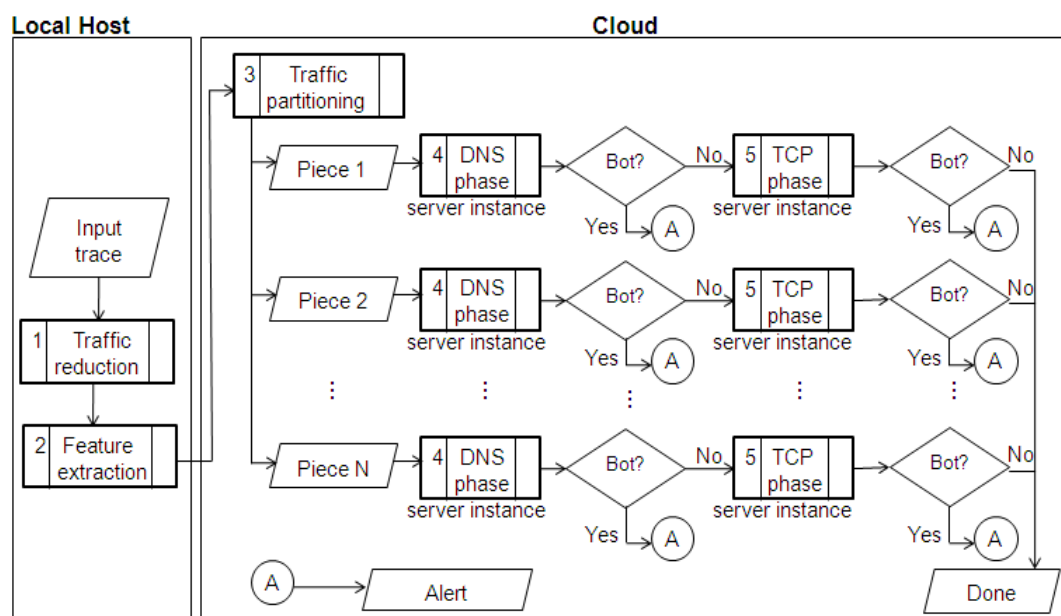 Local Host
Cloud
Input
trace
1
Traffic
reduction
2
Feature
extraction
3
Traffic
partitioning
Piece 1
4
DNS
phase
server instance
Bot?
No
Yes
A
5
TCP
phase
server instance
Bot?
No
Yes
A
Piece 2
4
DNS
phase
server instance
Bot?
No
Yes
A
5
TCP
phase
server instance
Bot?
No
Yes
A
Piece N
4
DNS
phase
server instance
Bot?
No
Yes
A
5
TCP
phase
server instance
Bot?
No
Yes
A
A
Alert
Done